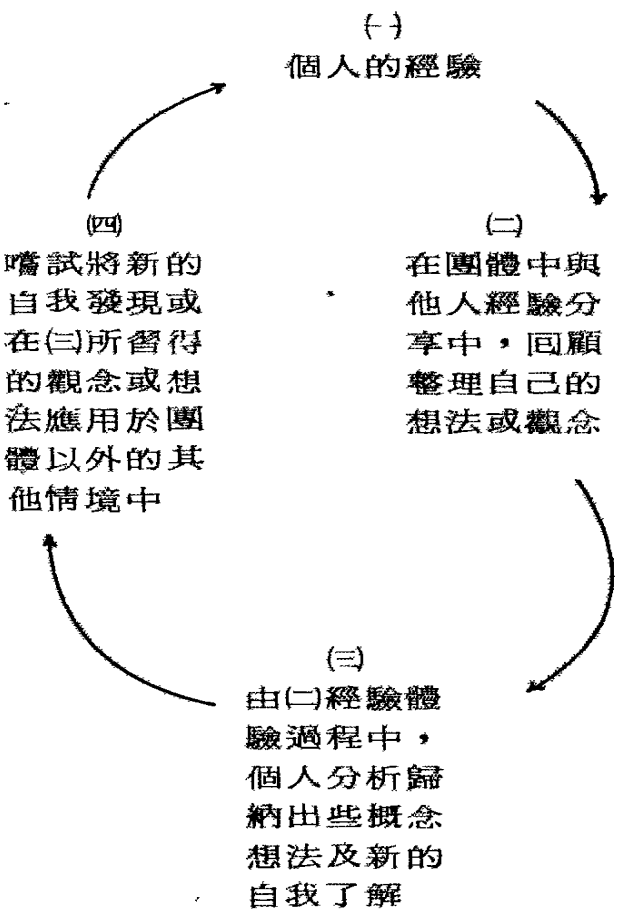 ㈠
個人的經驗
㈡
在團體中與
他人經驗分
享中，回顧
整理自己的
想法或觀念
㈢
由㈡經驗體
驗過程中，
個人分析歸
納出些概念
想法及新的
自我了解
㈣
嚐試將新的
自我發現或
在㈢所習得
的觀念或想
法應用於團
體以外的其
他情境中